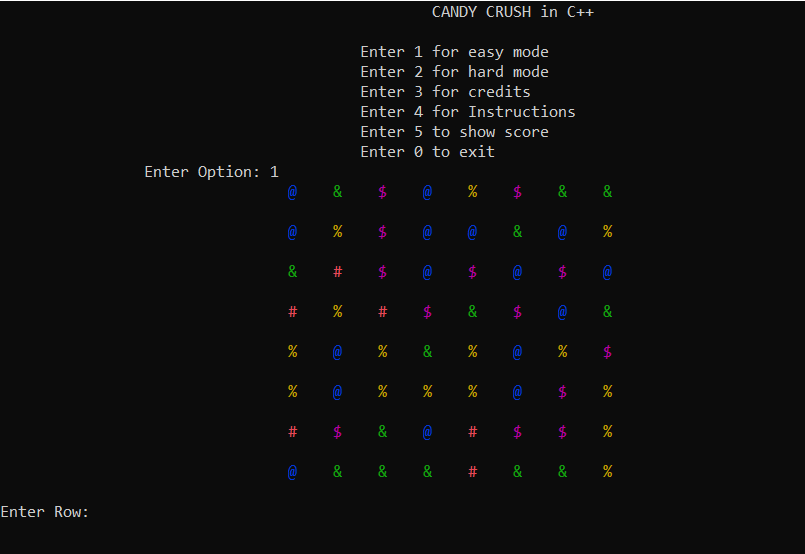 CANDY CRUSH in C++
Enter 1 for easy mode
Enter 2 for hard mode
Enter 3 for credits
Enter 4 for Instructions
Enter 5 to show score
Enter 0 to exit
Enter Option: 1
@ & $ @ % $ & &
@ % $ @ @ & @ %
& # $ @ $ @ $ @
# % # $ & $ @ &
% @ % & % @ % $
% @ % % % @ $ %
# $ & @ # $ $ %
@ & & & # & & %
Enter Row: